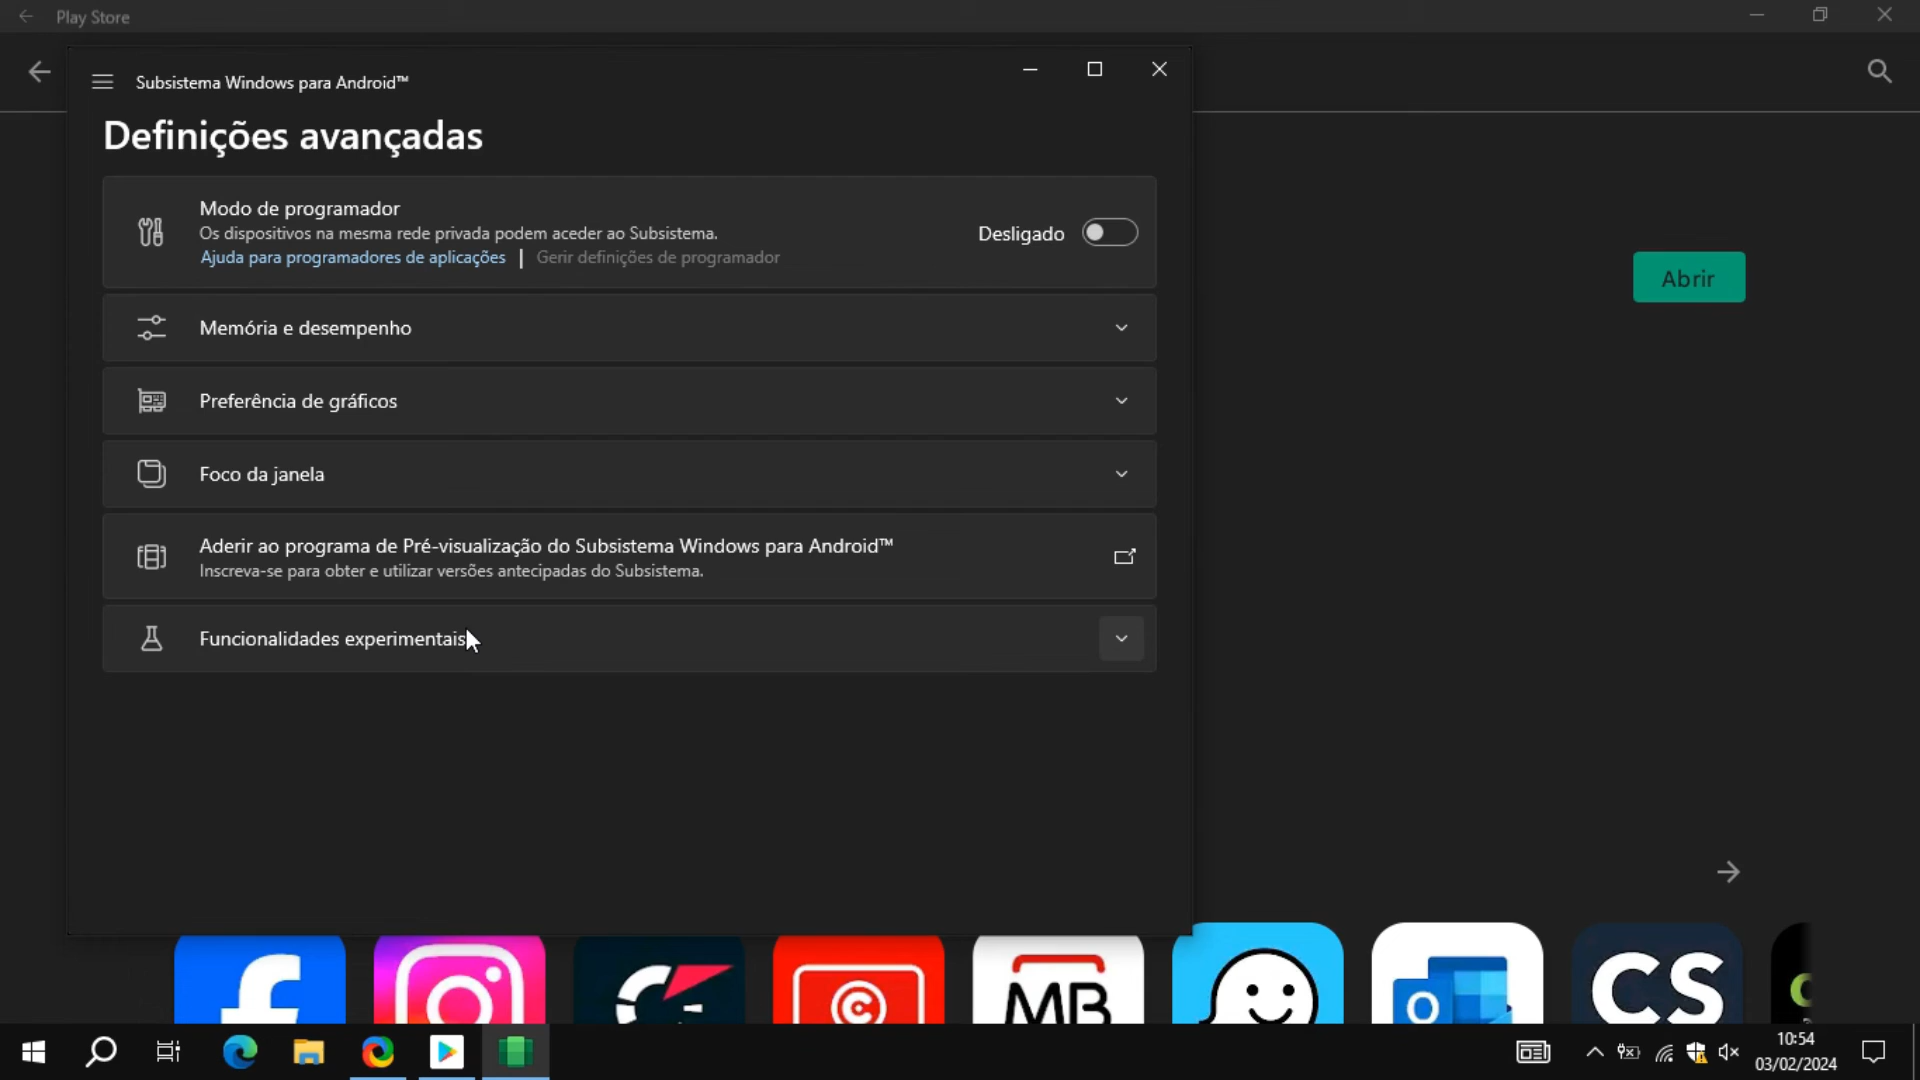 Play Store
Subsistema Windows para Android™
Definições avançadas
Modo de programador
Os dispositivos na mesma rede privada podem aceder ao Subsistema.
Ajuda para programadores de aplicações | Gerir definições de programador
Desligado
Abrir
Memória e desempenho
Preferência de gráficos
Foco da janela
Aderir ao programa de Pré-visualização do Subsistema Windows para Android™
Inscreva-se para obter e utilizar versões antecipadas do Subsistema.
Funcionalidades experimentais
MB
CS
10:54
03/02/2024